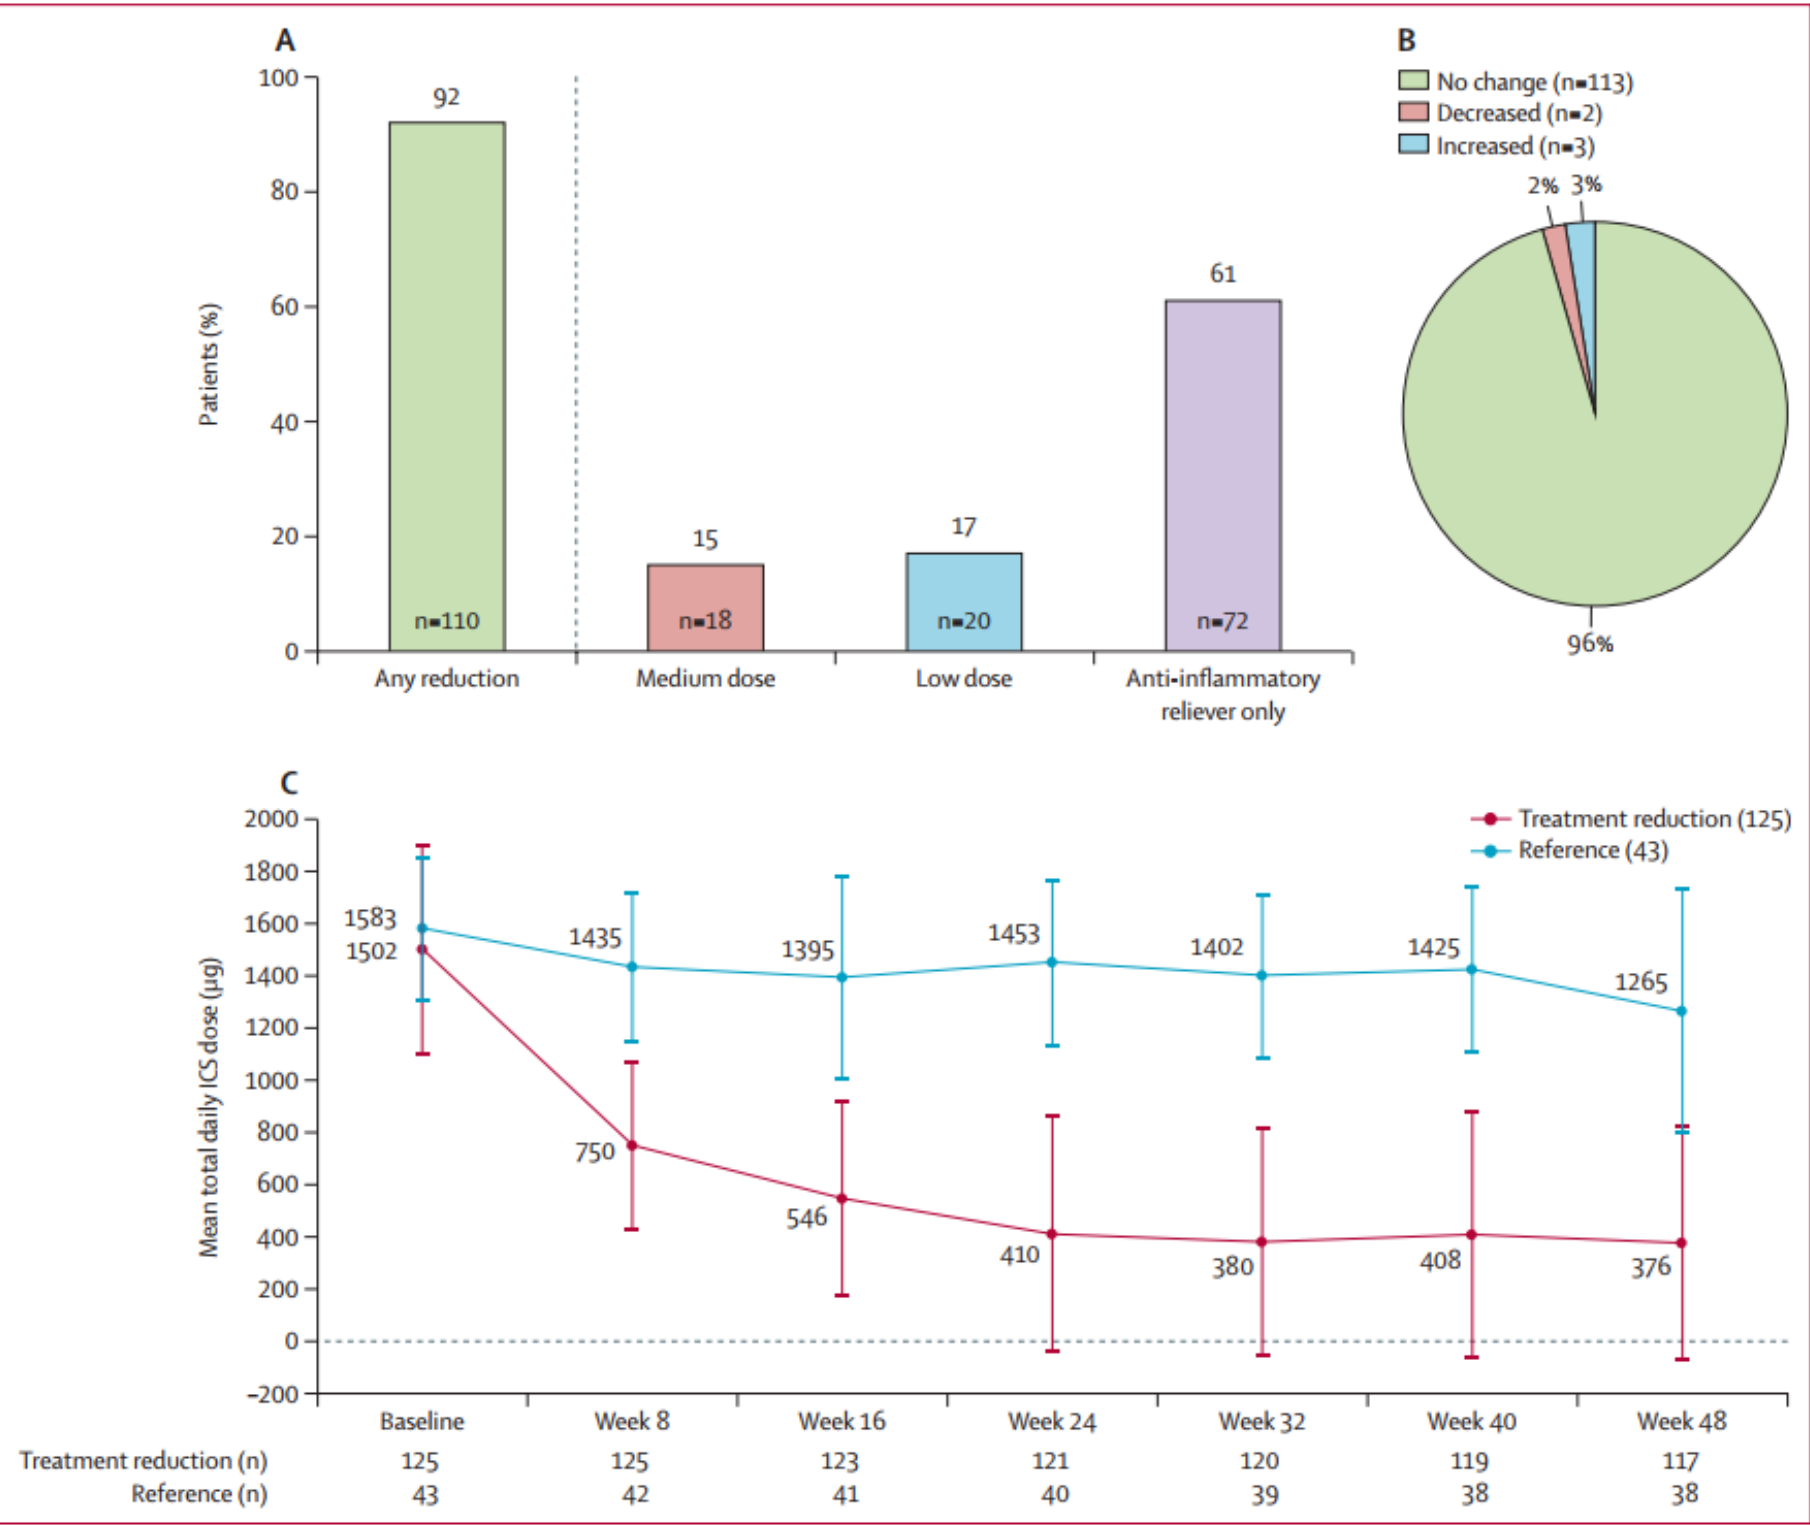 A
Patients (%)
100
80
60
40
20
0
92
15
17
61
n=110
n=18
n=20
n=72
Any reduction
Medium dose
Low dose
Anti-inflammatory
reliever only
B
No change (n=113)
Decreased (n=2)
Increased (n=3)
2% 3%
96%
C
Mean total daily ICS dose (µg)
2000
1800
1600
1400
1200
1000
800
600
400
200
0
–200
Treatment reduction (125)
Reference (43)
1583
1435
1395
1453
1402
1425
1265
1502
750
546
410
380
408
376
Baseline Week 8 Week 16 Week 24 Week 32 Week 40 Week 48
Treatment reduction (n) 125 125 123 121 120 119 117
Reference (n) 43 42 41 40 39 38 38